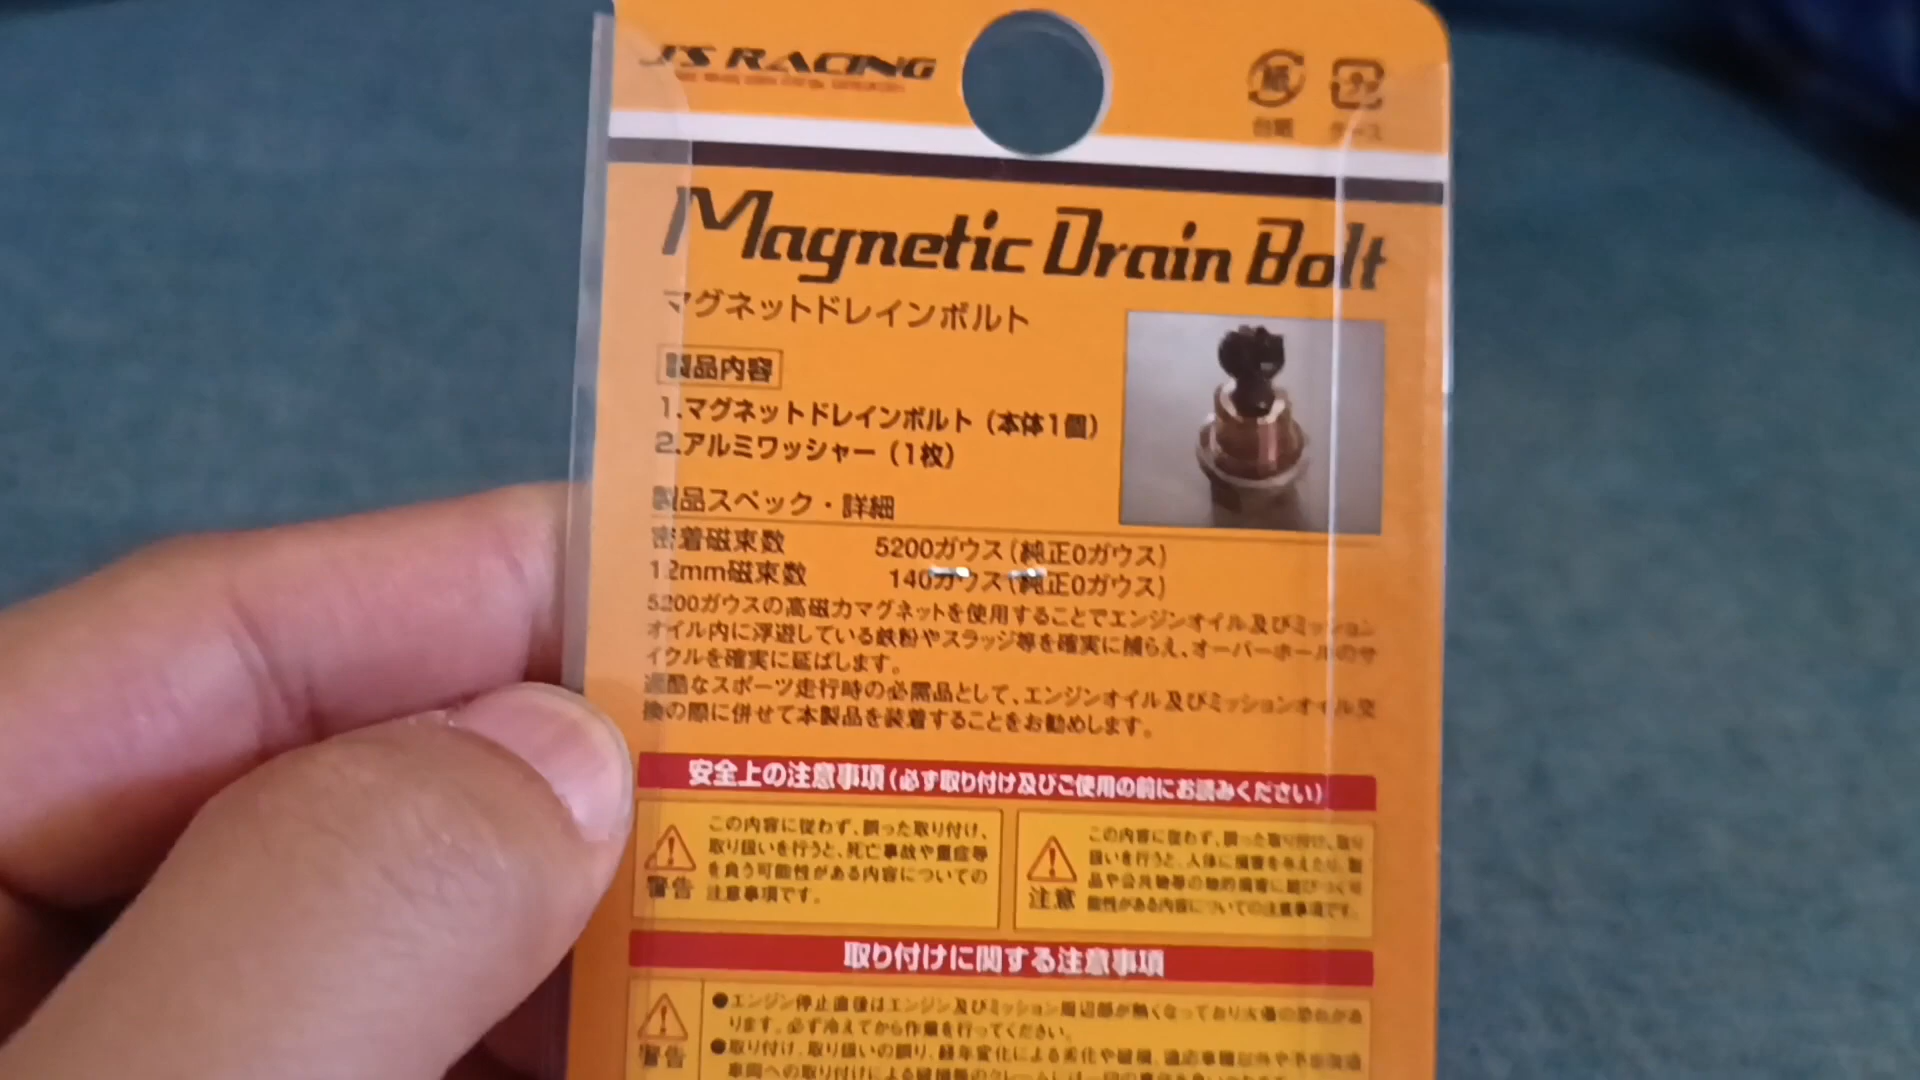 J'S RACING
紙
台紙
ケース
Magnetic Drain Bolt
マグネットドレインボルト
製品内容
1.マグネットドレインボルト（本体1個）
2.アルミワッシャー（1枚）
製品スペック・詳細
密着磁束数 5200ガウス(純正0ガウス)
12mm磁束数 140ガウス(純正0ガウス)
5200ガウスの高磁力マグネットを使用することでエンジンオイル及びミッション
オイル内に浮遊している鉄粉やスラッジ等を確実に捕らえ、オーバーホールのサ
イクルを確実に延ばします。
過酷なスポーツ走行時の必需品として、エンジンオイル及びミッションオイル交
換の際に併せて本製品を装着することをお勧めします。
安全上の注意事項(必ず取り付け及びご使用の前にお読みください)
この内容に従わず、誤った取り付け、
取り扱いを行うと、死亡事故や重症等
を負う可能性がある内容についての
注意事項です。
警告
この内容に従わず、誤った取り付け、取り
扱いを行うと、人体に損害を与えたり、製
品や公共物等の物的損害に結びつく可
能性がある内容についての注意事項です。
注意
取り付けに関する注意事項
●エンジン停止直後はエンジン及びミッション周辺部が熱くなっており火傷の恐れがあ
ります。必ず冷えてから作業を行ってください。
警告
●取り付け、取り扱いの誤り、経年変化による劣化や破損、適応車種以外や
車両への取り付けによる